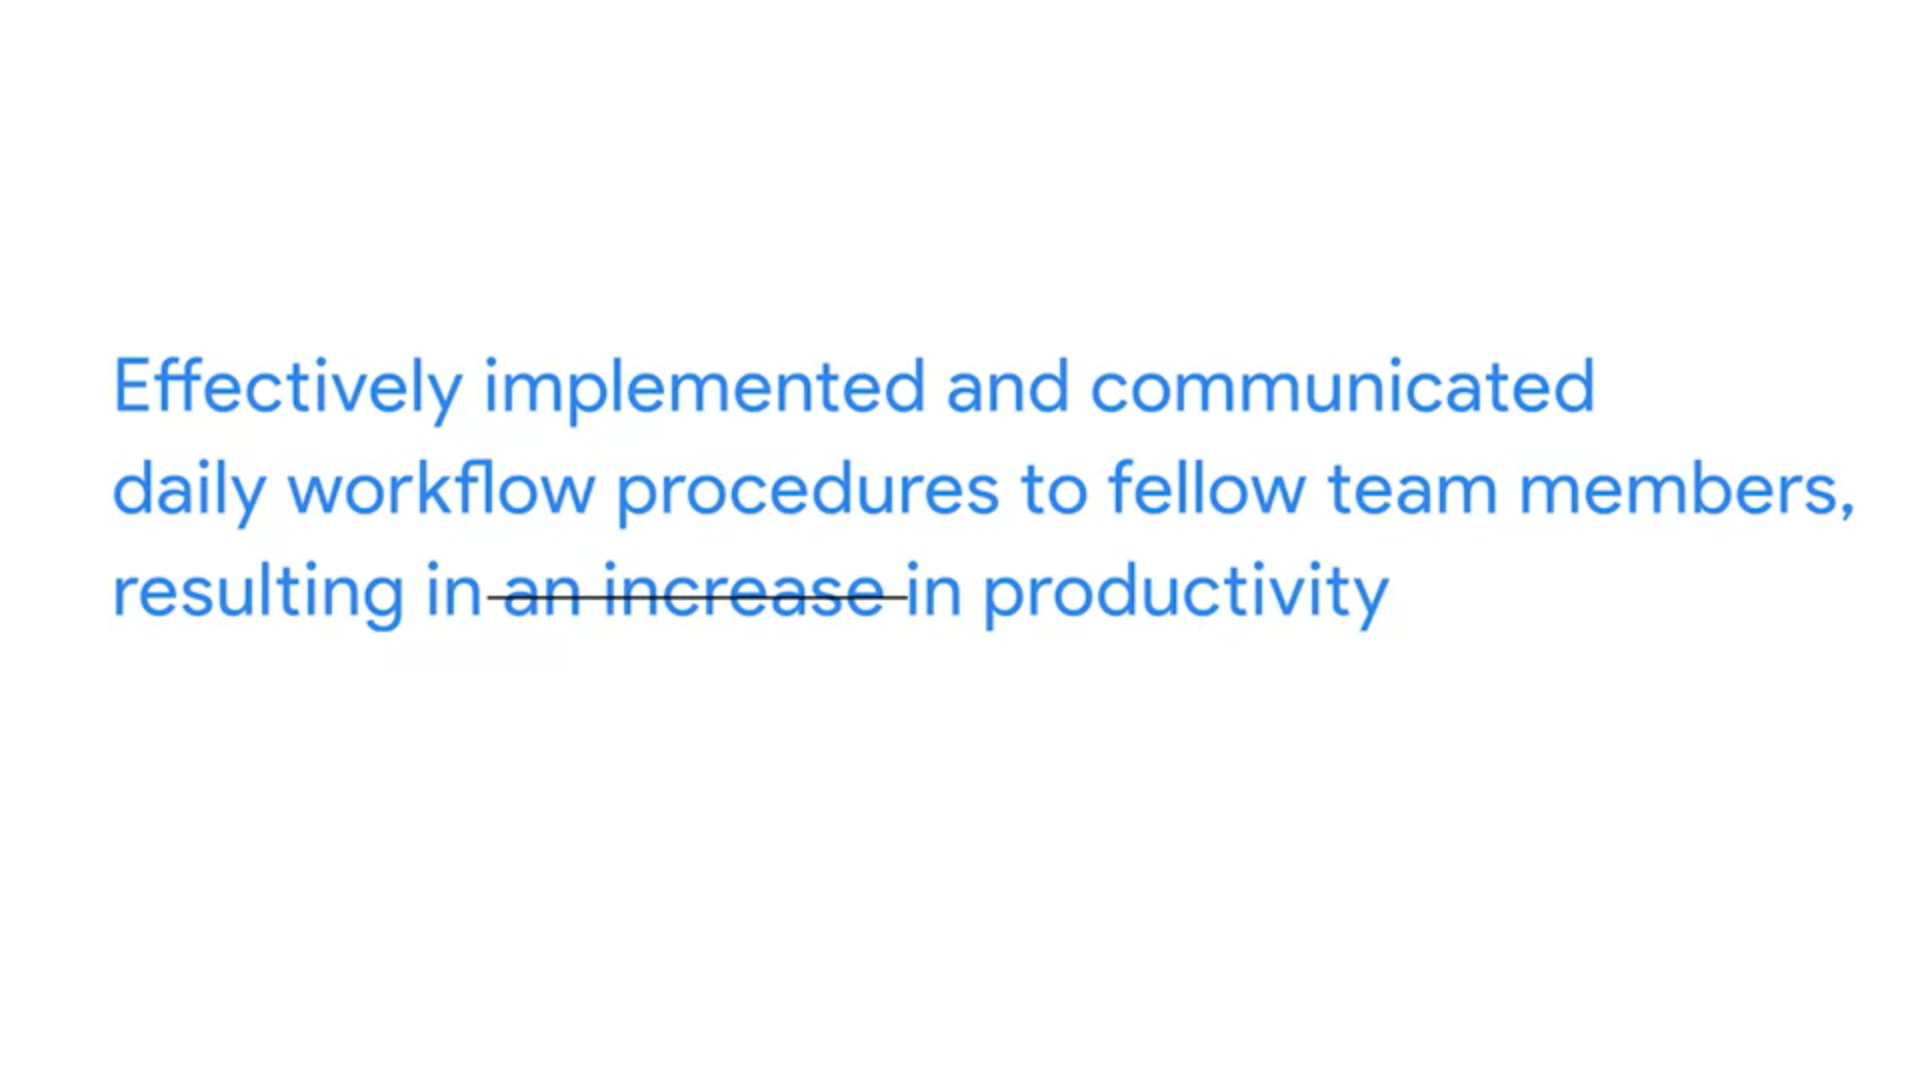 Effectively implemented and communicated
daily workflow procedures to fellow team members,
resulting in an increase in productivity